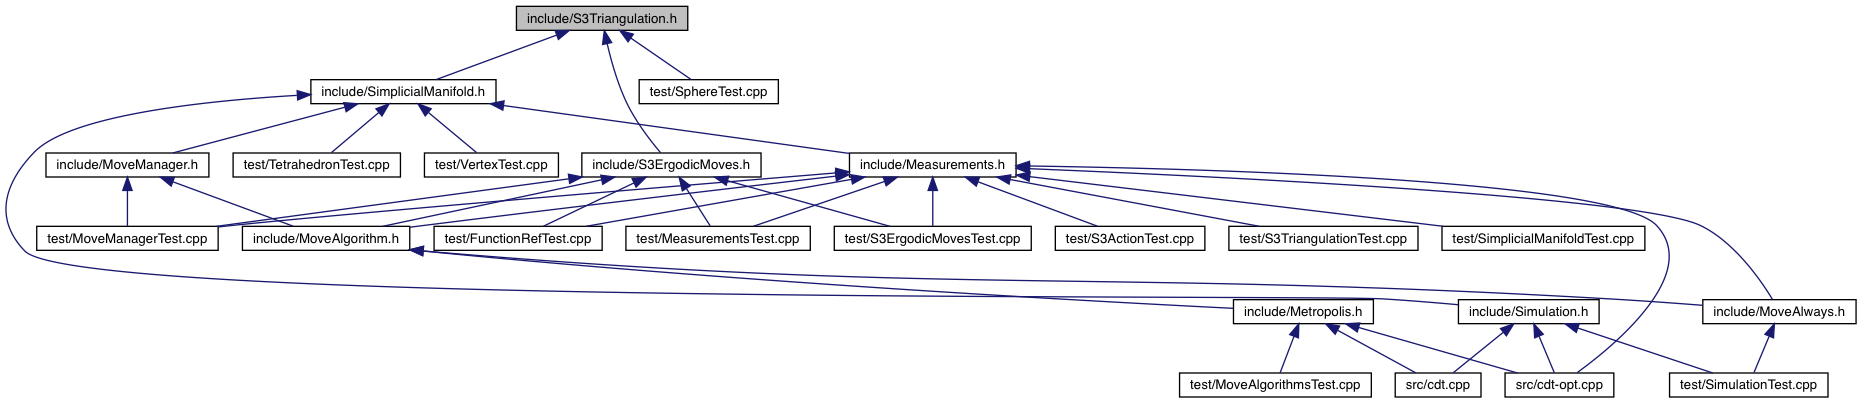 include/S3Triangulation.h
include/SimplicialManifold.h
test/SphereTest.cpp
include/MoveManager.h
test/TetrahedronTest.cpp
test/VertexTest.cpp
include/S3ErgodicMoves.h
include/Measurements.h
test/MoveManagerTest.cpp
include/MoveAlgorithm.h
test/FunctionRefTest.cpp
test/MeasurementsTest.cpp
test/S3ErgodicMovesTest.cpp
test/S3ActionTest.cpp
test/S3TriangulationTest.cpp
test/SimplicialManifoldTest.cpp
include/Metropolis.h
include/Simulation.h
include/MoveAlways.h
test/MoveAlgorithmsTest.cpp
src/cdt.cpp
src/cdt-opt.cpp
test/SimulationTest.cpp